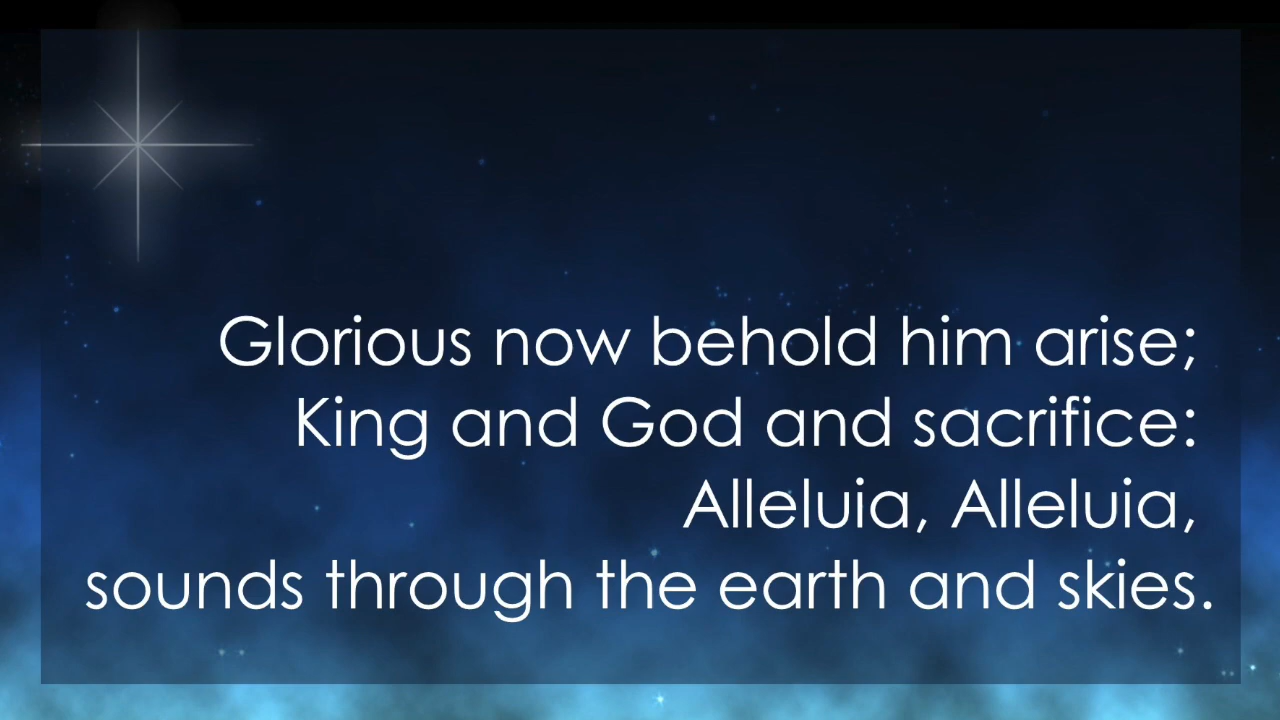 Glorious now behold him arise;
King and God and sacrifice:
Alleluia, Alleluia,
sounds through the earth and skies.